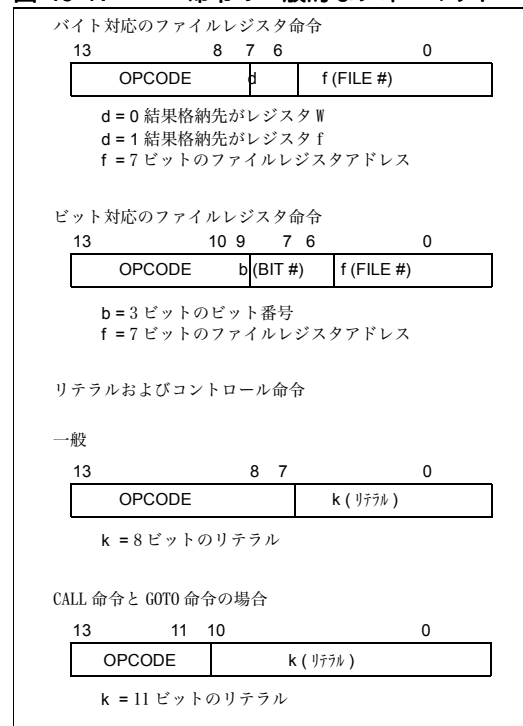 バイト対応のファイルレジスタ命令
13 8 7 6 0
OPCODE d f (FILE #)
d = 0 結果格納先がレジスタ W
d = 1 結果格納先がレジスタ f
f = 7 ビットのファイルレジスタアドレス
ビット対応のファイルレジスタ命令
13 10 9 7 6 0
OPCODE b (BIT #) f (FILE #)
b = 3 ビットのビット番号
f = 7 ビットのファイルレジスタアドレス
リテラルおよびコントロール命令
一般
13 8 7 0
OPCODE k ( ﾘﾃﾗﾙ )
k = 8 ビットのリテラル
CALL 命令と GOTO 命令の場合
13 11 10 0
OPCODE k ( ﾘﾃﾗﾙ )
k = 11 ビットのリテラル